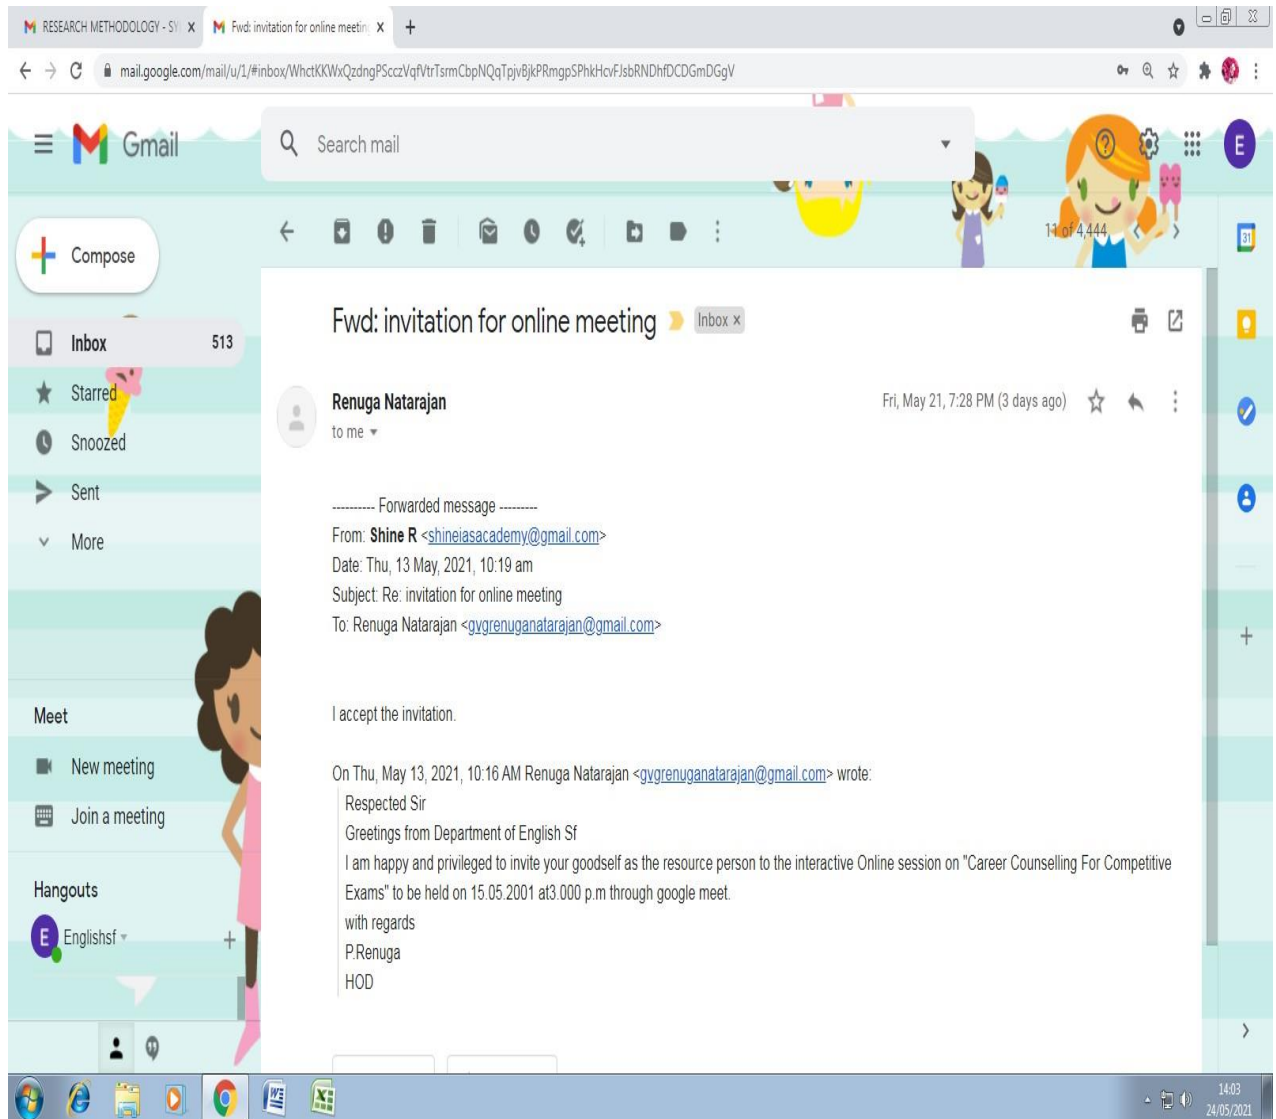 RESEARCH METHODOLOGY - SY
Fwd: invitation for online meetin
mail.google.com/mail/u/1/#inbox/WhctKKWxQzdngPSczVqfVtrTsrmCbpNQqTpjvBjkPRmgpSPhkHcvFJsbRNDhfDCDGmDGgV
Gmail
Search mail
E
Compose
11 of 4,444
31
Inbox 513
Starred
Snoozed
Sent
More
Fwd: invitation for online meeting Inbox ×
Renuga Natarajan Fri, May 21, 7:28 PM (3 days ago)
to me
---------- Forwarded message ---------
From: Shine R <shineiasacademy@gmail.com>
Date: Thu, 13 May, 2021, 10:19 am
Subject: Re: invitation for online meeting
To: Renuga Natarajan <gvgrenuganatarajan@gmail.com>
I accept the invitation.
On Thu, May 13, 2021, 10:16 AM Renuga Natarajan <gvgrenuganatarajan@gmail.com> wrote:
Respected Sir
Greetings from Department of English Sf
I am happy and privileged to invite your goodself as the resource person to the interactive Online session on "Career Counselling For Competitive
Exams" to be held on 15.05.2001 at3.000 p.m through google meet.
with regards
P.Renuga
HOD
Meet
New meeting
Join a meeting
Hangouts
E Englishsf
14:03
24/05/2021